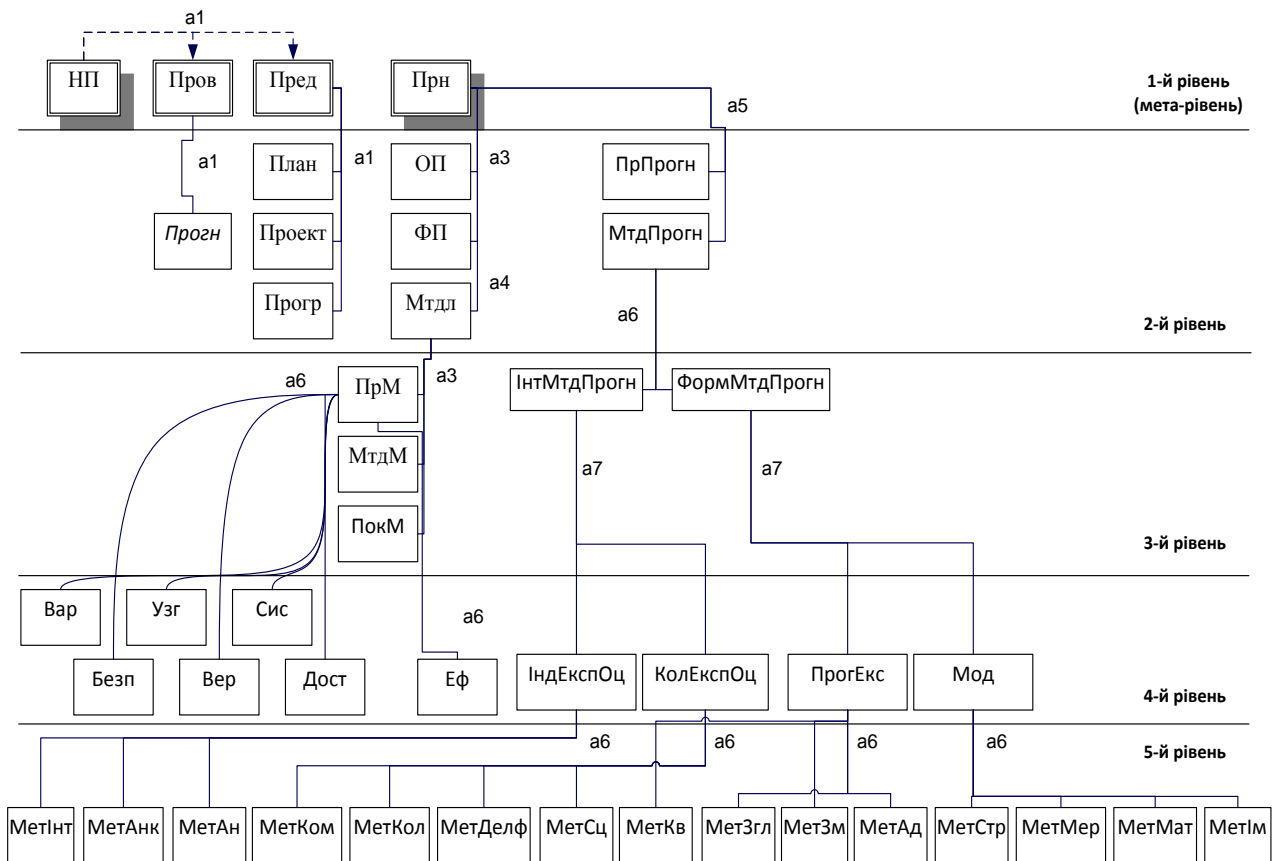 а1
НП
Пров
Пред
Прн
1-й рівень
(мета-рівень)
а5
а1
План
а1
ОП
а3
ПрПрогн
Прогн
Проект
ФП
МтдПрогн
Прогр
Мтдл
а4
а6
2-й рівень
а6
ПрМ
а3
ІнтМтдПрогн
ФормМтдПрогн
МтдМ
а7
а7
ПокМ
3-й рівень
Вар
Узг
Сис
а6
Безп
Вер
Дост
Еф
ІндЕкспОц
КолЕкспОц
ПрогЕкс
Мод
4-й рівень
а6
а6
а6
а6
5-й рівень
МетІнт
МетАнк
МетАн
МетКом
МетКол
МетДелф
МетСц
МетКв
МетЗгл
МетЗм
МетАд
МетСтр
МетМер
МетМат
МетІм